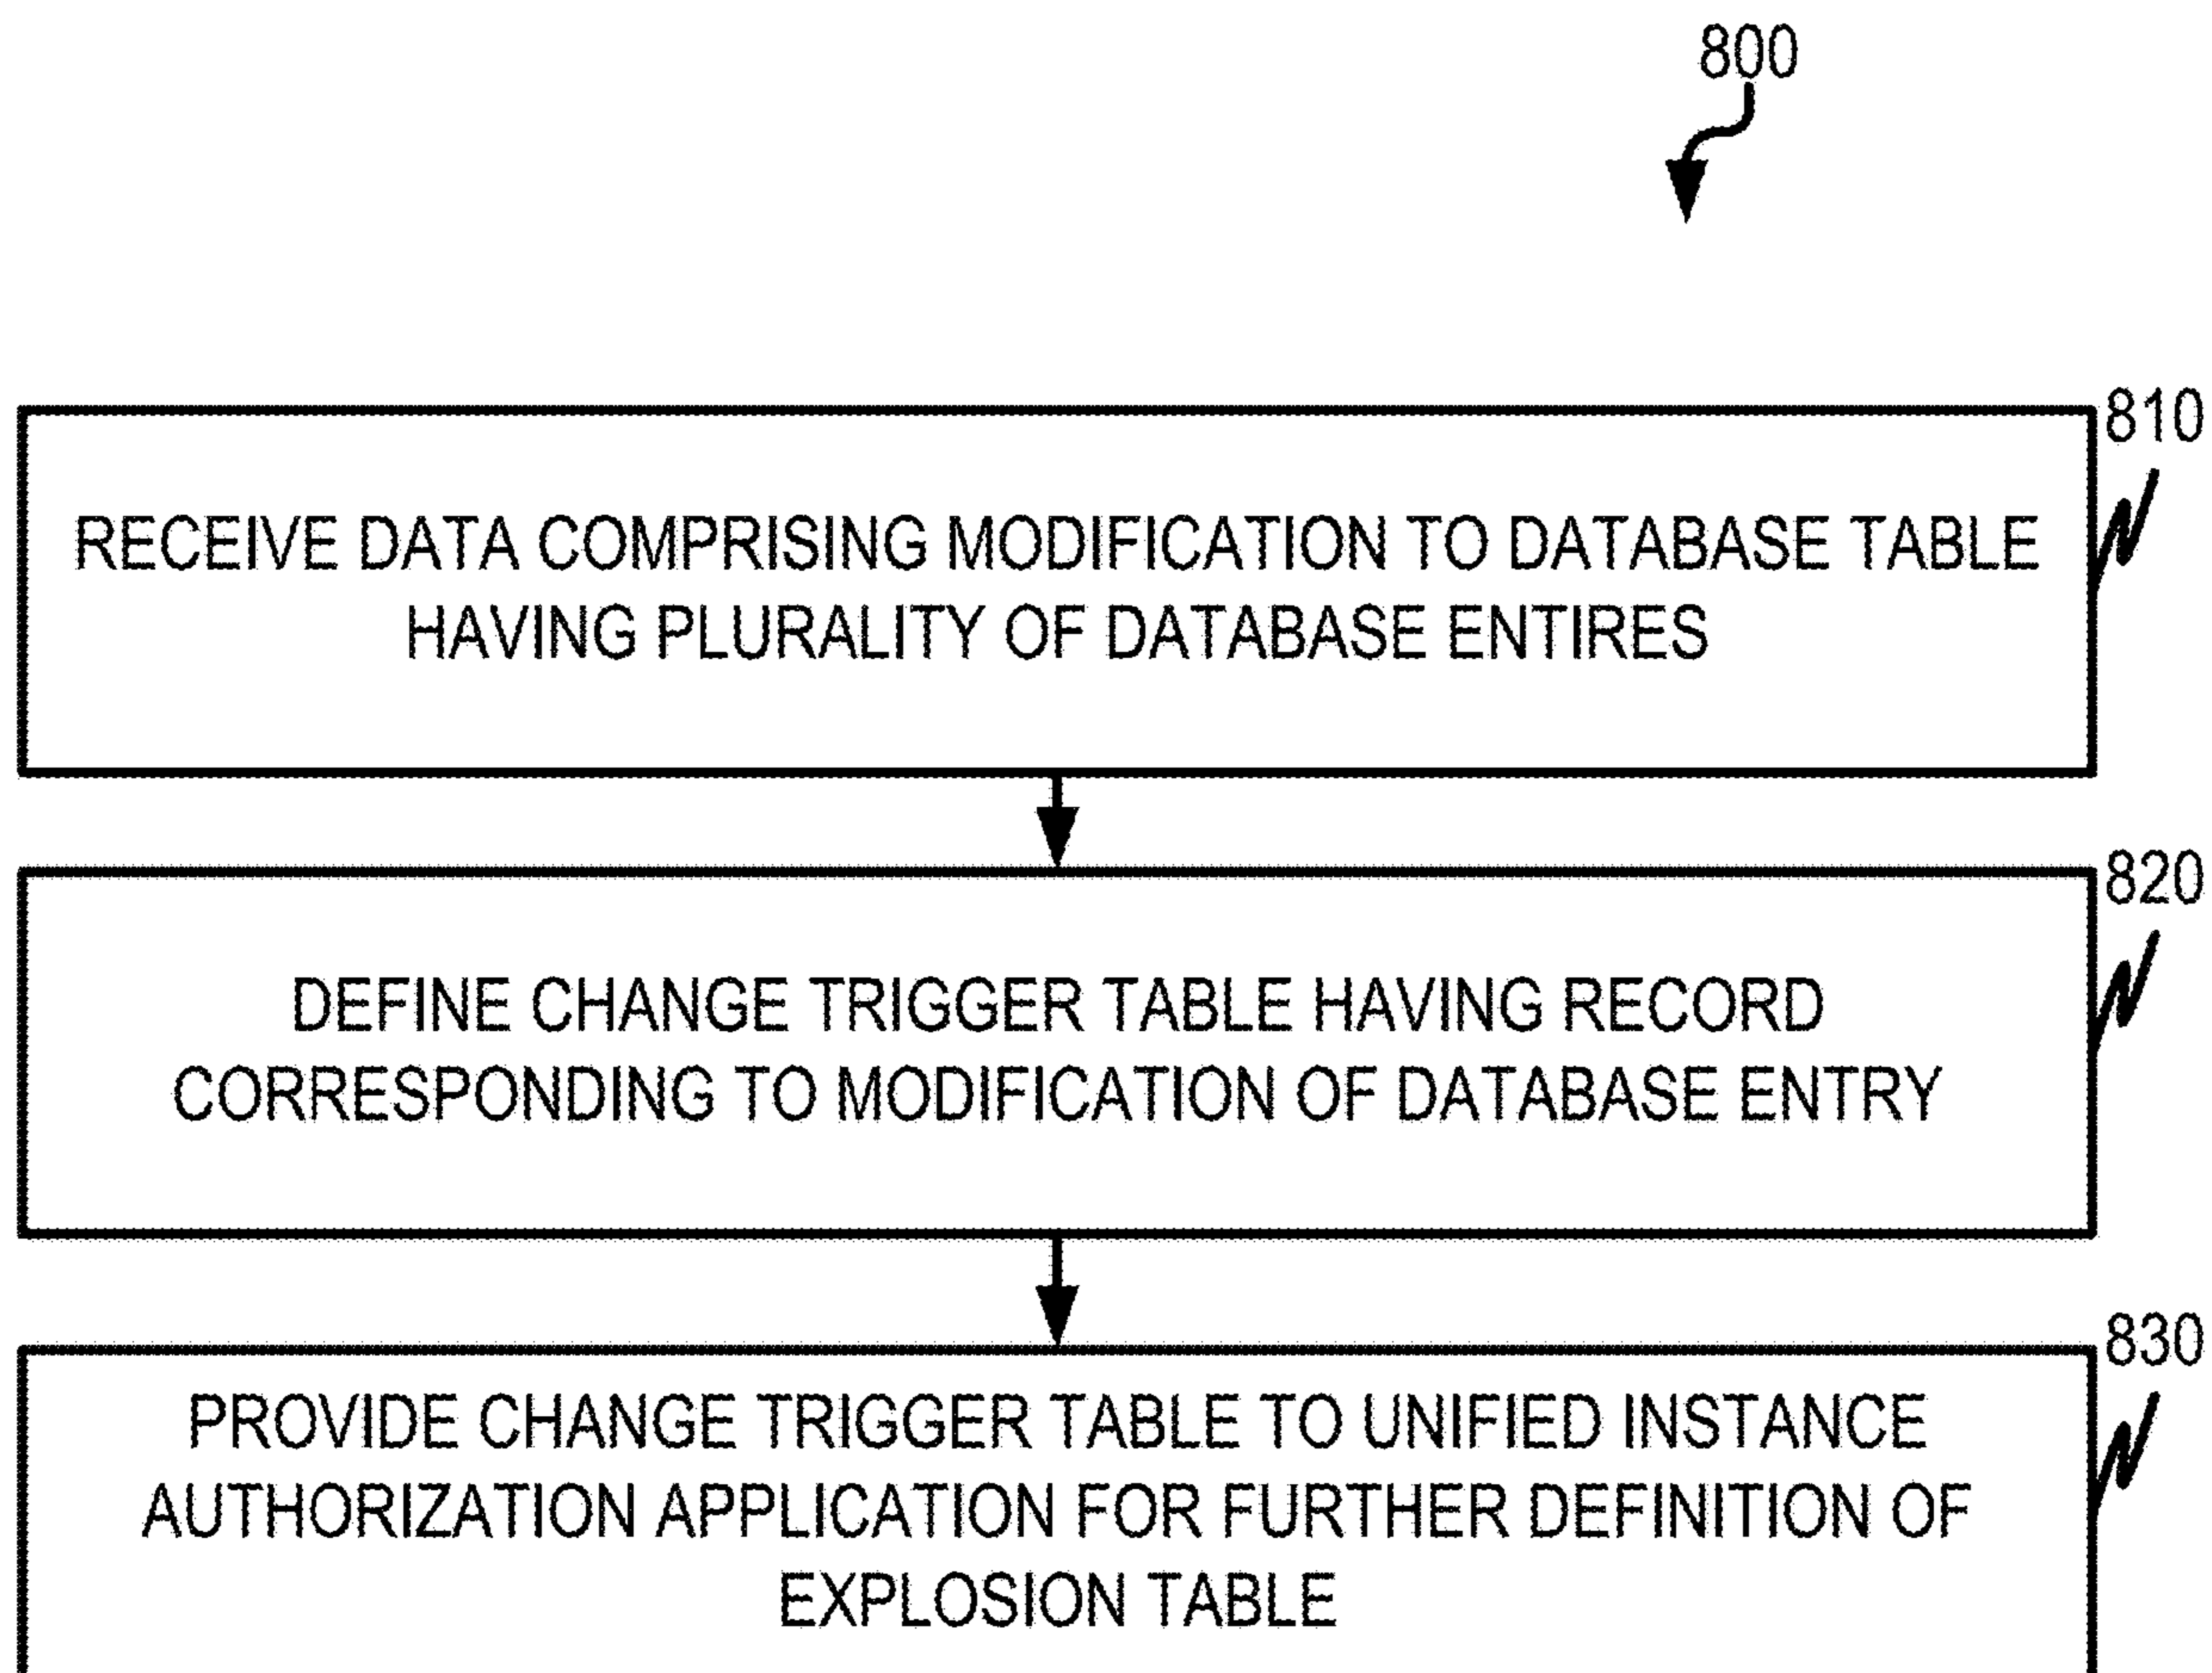 800
810
RECEIVE DATA COMPRISING MODIFICATION TO DATABASE TABLE
HAVING PLURALITY OF DATABASE ENTIRES
820
DEFINE CHANGE TRIGGER TABLE HAVING RECORD
CORRESPONDING TO MODIFICATION OF DATABASE ENTRY
830
PROVIDE CHANGE TRIGGER TABLE TO UNIFIED INSTANCE
AUTHORIZATION APPLICATION FOR FURTHER DEFINITION OF
EXPLOSION TABLE